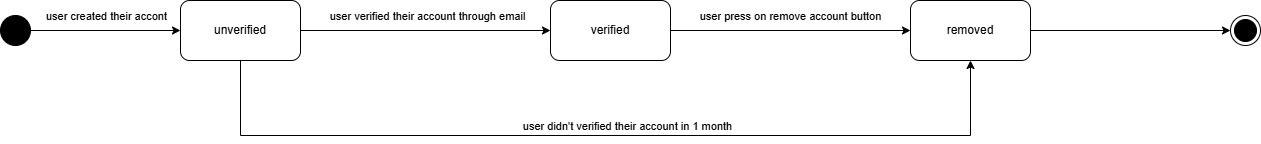 user created their accont
unverified
user verified their account through email
verified
user press on remove account button
removed
user didn't verified their account in 1 month